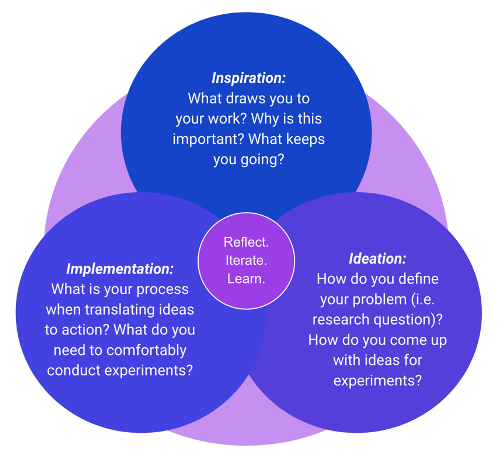 Inspiration:
What draws you to
your work? Why is this
important? What keeps
you going?
Reflect.
Iterate.
Learn.
Implementation:
What is your process
when translating ideas
to action? What do you
need to comfortably
conduct experiments?
Ideation:
How do you define
your problem (i.e.
research question)?
How do you come up
with ideas for
experiments?